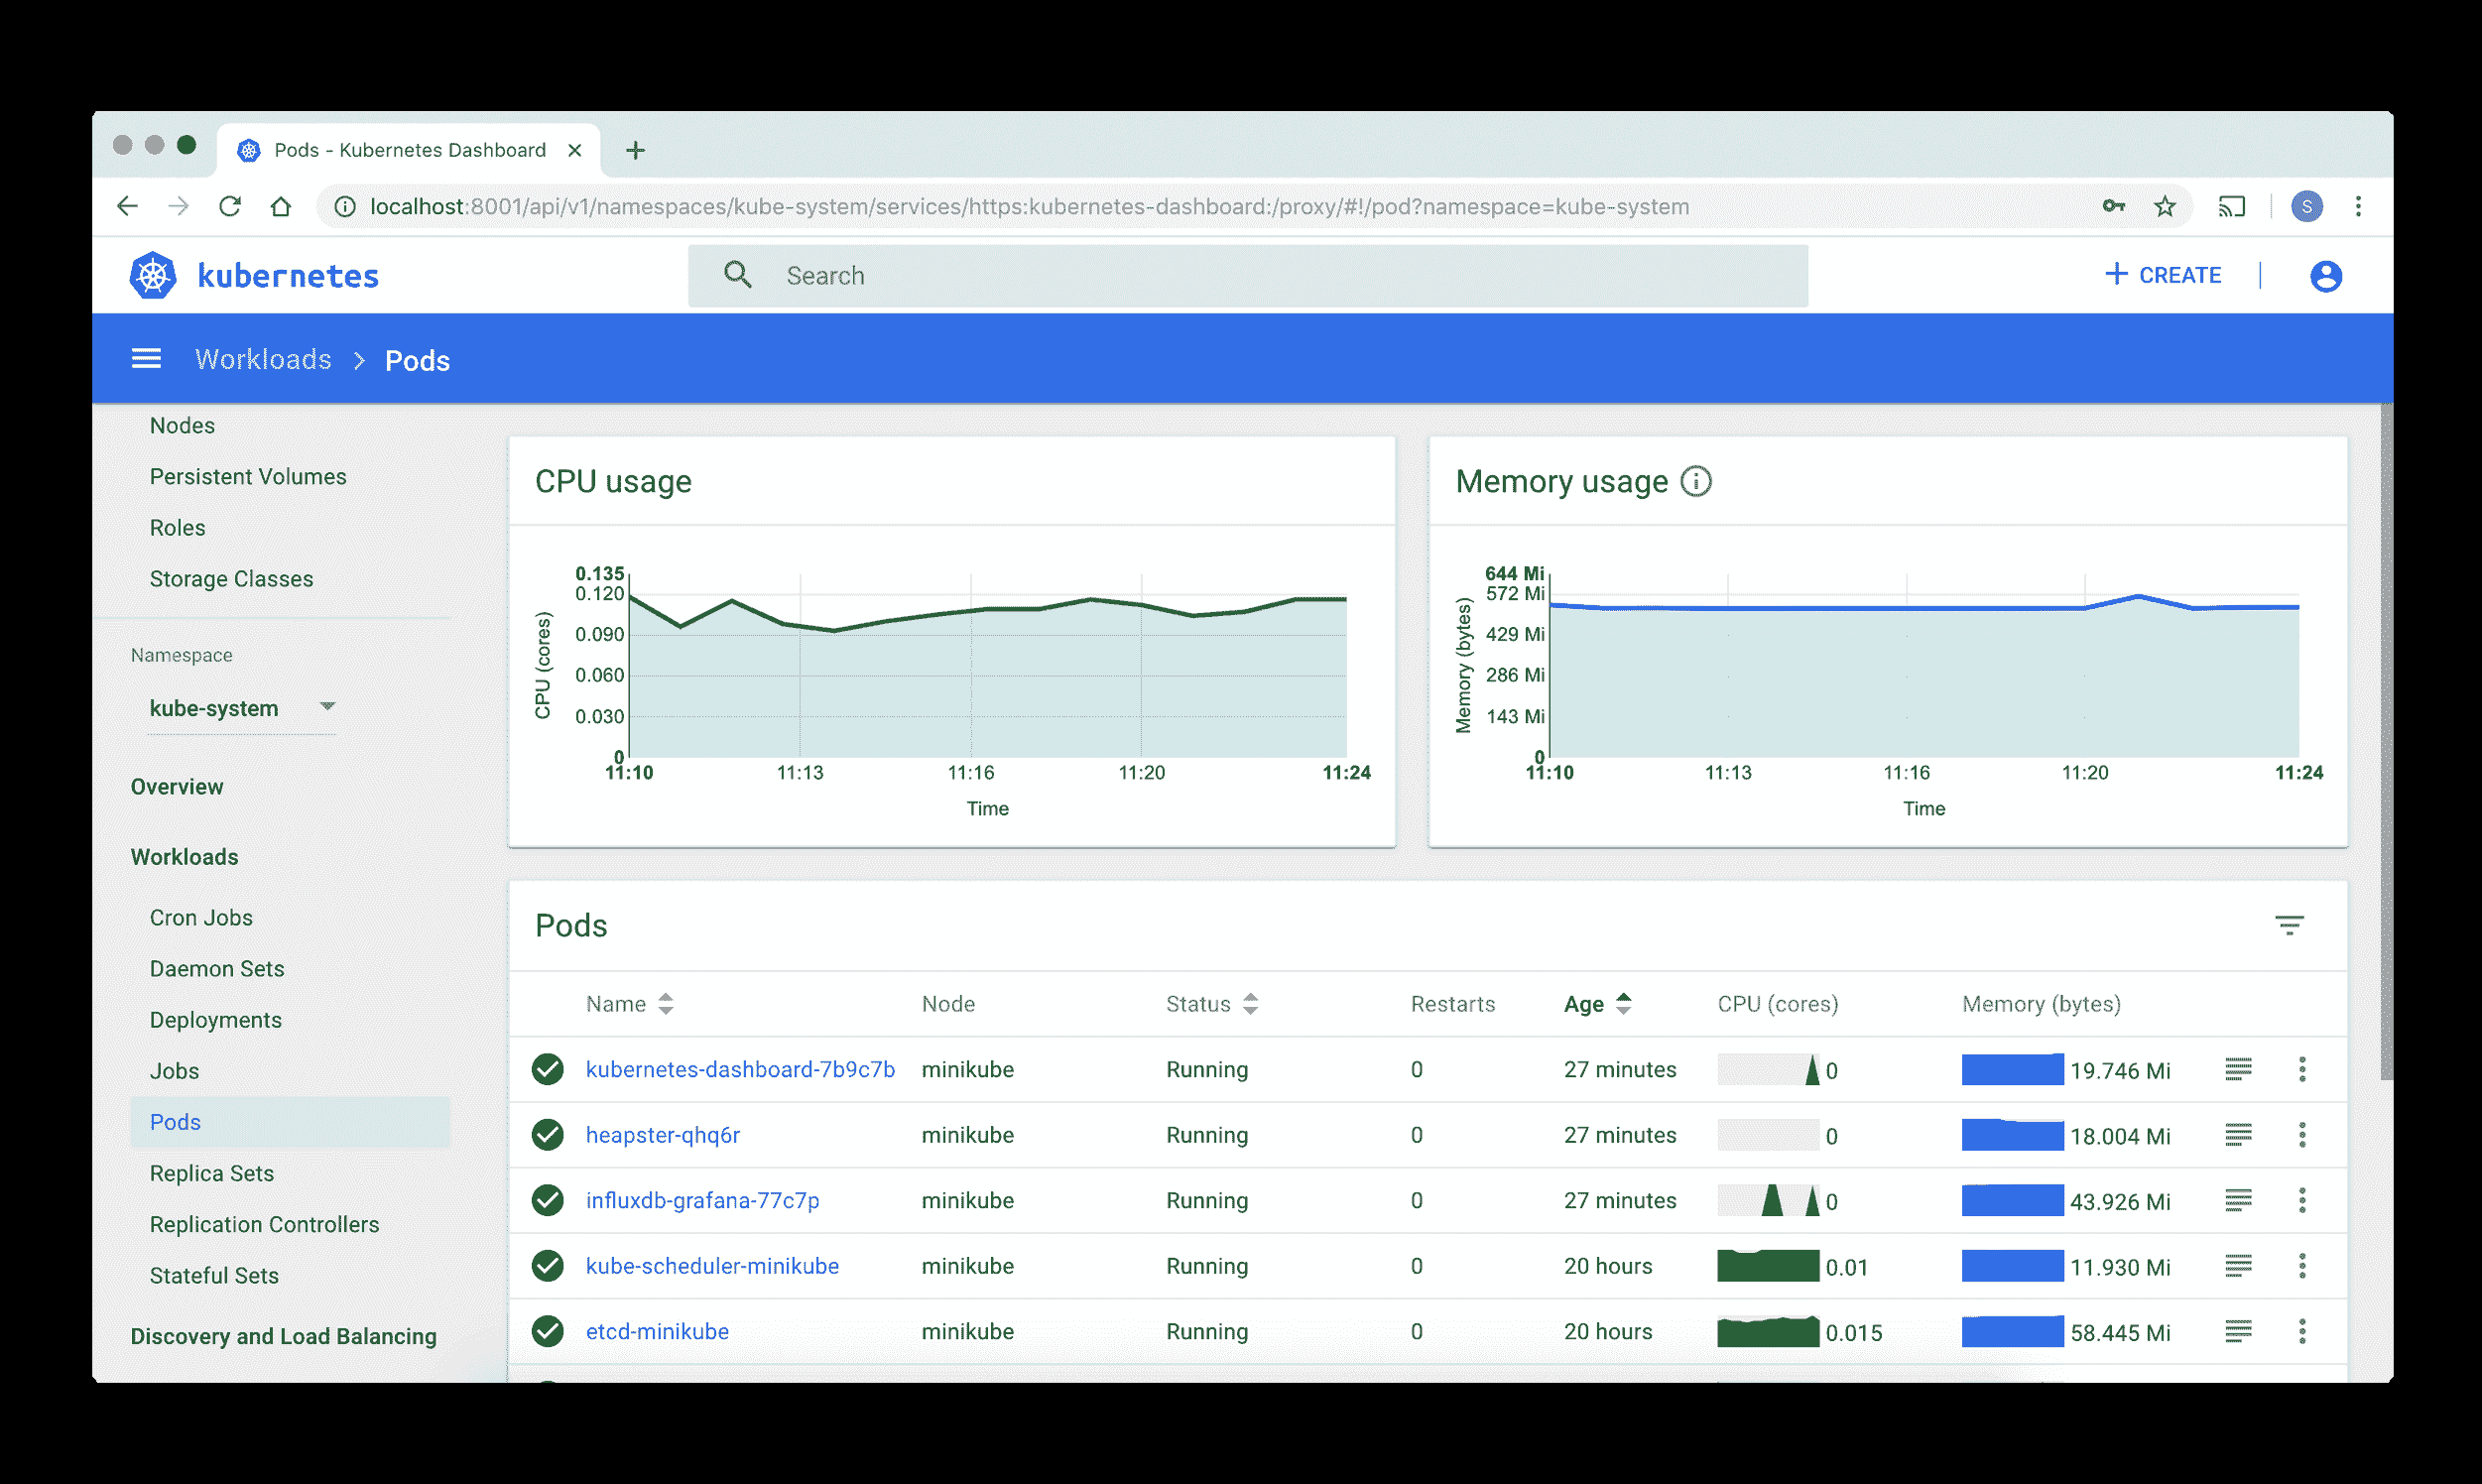 Pods - Kubernetes Dashboard
localhost:8001/api/v1/namespaces/kube-system/services/https:kubernetes-dashboard:/proxy/#!/pod?namespace=kube-system
S
kubernetes
Search
CREATE
Workloads > Pods
Nodes
Persistent Volumes
Roles
Storage Classes
Namespace
kube-system
Overview
Workloads
Cron Jobs
Daemon Sets
Deployments
Jobs
Pods
Replica Sets
Replication Controllers
Stateful Sets
Discovery and Load Balancing
CPU usage
CPU (cores)
0.135
0.120
0.090
0.060
0.030
0
11:10 11:13 11:16 11:20 11:24
Time
Memory usage
Memory (bytes)
644 Mi
572 Mi
429 Mi
286 Mi
143 Mi
0
11:10 11:13 11:16 11:20 11:24
Time
Pods
Name Node Status Restarts Age CPU (cores) Memory (bytes)
kubernetes-dashboard-7b9c7b minikube Running 0 27 minutes 0 19.746 Mi
heapster-qhq6r minikube Running 0 27 minutes 0 18.004 Mi
influxdb-grafana-77c7p minikube Running 0 27 minutes 0 43.926 Mi
kube-scheduler-minikube minikube Running 0 20 hours 0.01 11.930 Mi
etcd-minikube minikube Running 0 20 hours 0.015 58.445 Mi